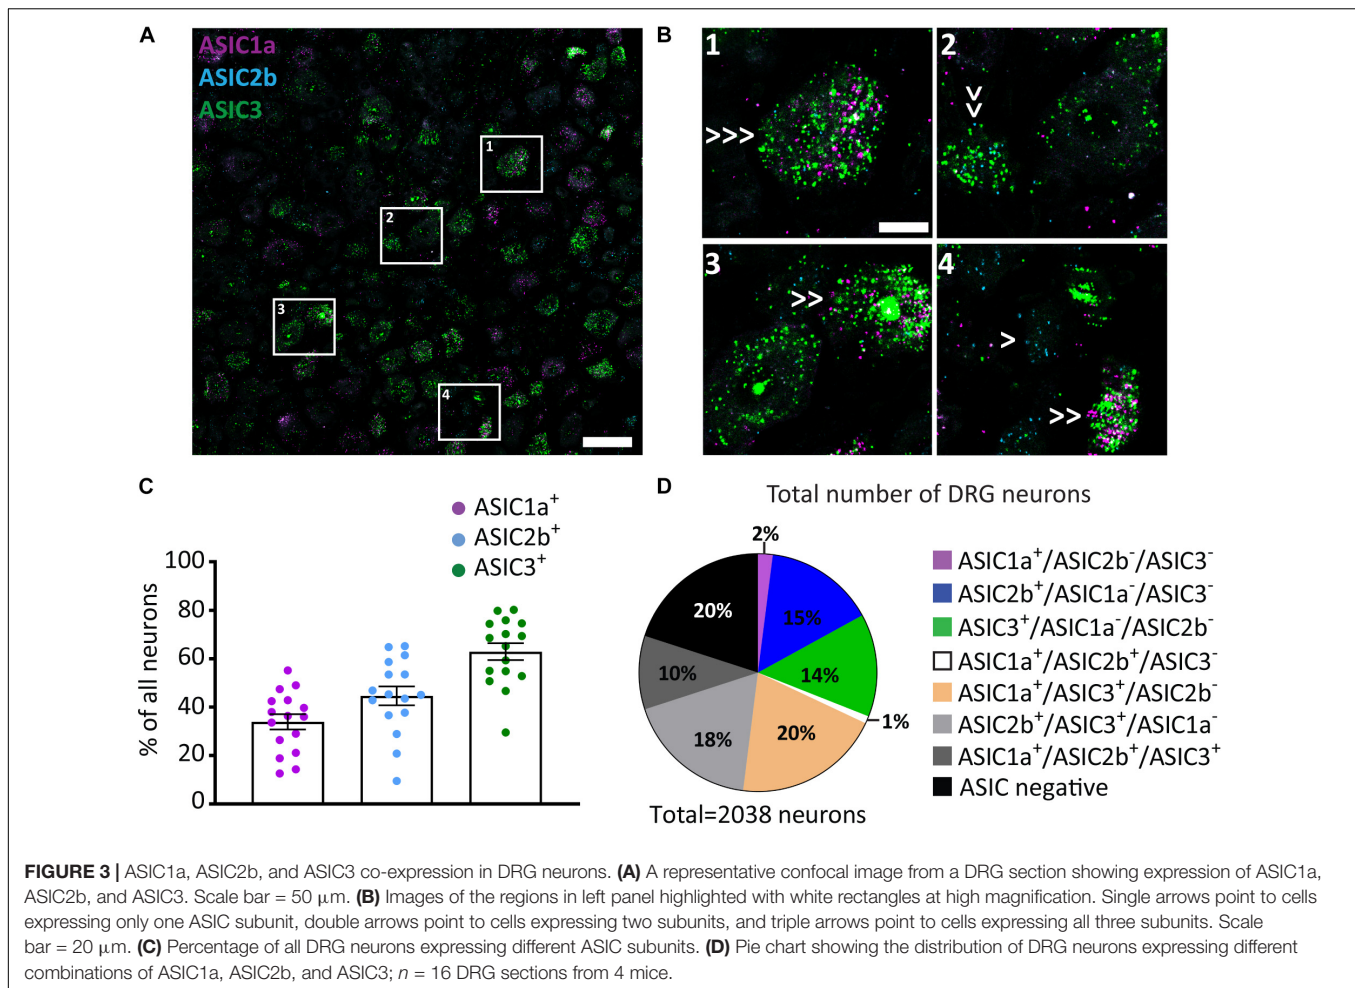 A
ASIC1a
ASIC2b
ASIC3
1
2
3
4
B
1
>>>
2
>>
3
>>
4
>
>>
C
ASIC1a⁺
ASIC2b⁺
ASIC3⁺
% of all neurons
100
80
60
40
20
0
D
Total number of DRG neurons
2%
15%
14%
1%
20%
18%
10%
20%
Total=2038 neurons
ASIC1a⁺/ASIC2b⁻/ASIC3⁻
ASIC2b⁺/ASIC1a⁻/ASIC3⁻
ASIC3⁺/ASIC1a⁻/ASIC2b⁻
ASIC1a⁺/ASIC2b⁺/ASIC3⁻
ASIC1a⁺/ASIC3⁺/ASIC2b⁻
ASIC2b⁺/ASIC3⁺/ASIC1a⁻
ASIC1a⁺/ASIC2b⁺/ASIC3⁺
ASIC negative
FIGURE 3 | ASIC1a, ASIC2b, and ASIC3 co-expression in DRG neurons. (A) A representative confocal image from a DRG section showing expression of ASIC1a,
ASIC2b, and ASIC3. Scale bar = 50 μm. (B) Images of the regions in left panel highlighted with white rectangles at high magnification. Single arrows point to cells
expressing only one ASIC subunit, double arrows point to cells expressing two subunits, and triple arrows point to cells expressing all three subunits. Scale
bar = 20 μm. (C) Percentage of all DRG neurons expressing different ASIC subunits. (D) Pie chart showing the distribution of DRG neurons expressing different
combinations of ASIC1a, ASIC2b, and ASIC3; n = 16 DRG sections from 4 mice.